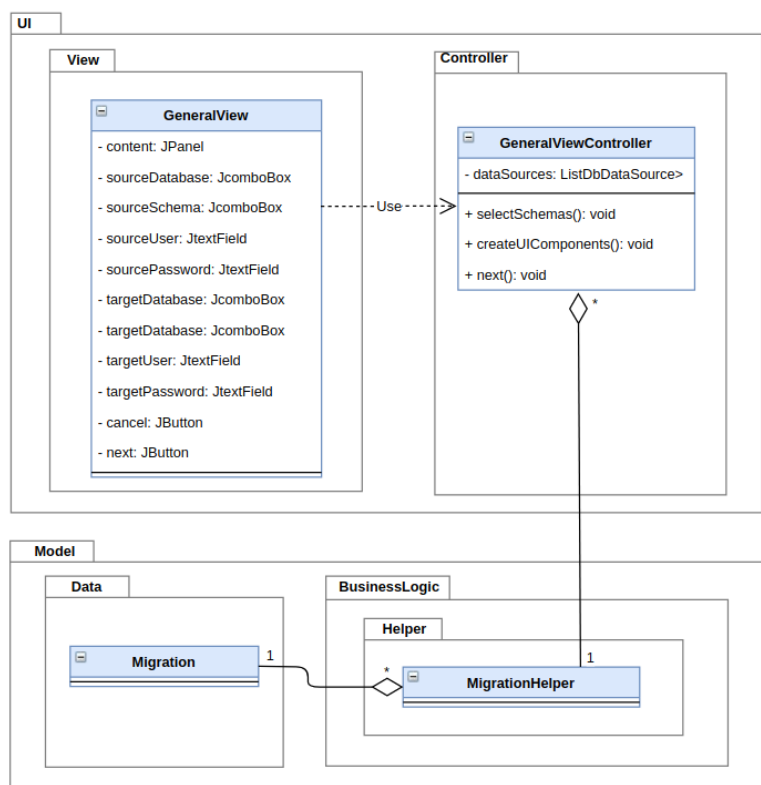 UI
View
GeneralView
- content: JPanel
- sourceDatabase: JcomboBox
- sourceSchema: JcomboBox
- sourceUser: JtextField
- sourcePassword: JtextField
- targetDatabase: JcomboBox
- targetDatabase: JcomboBox
- targetUser: JtextField
- targetPassword: JtextField
- cancel: JButton
- next: JButton
Use
Controller
GeneralViewController
- dataSources: ListDbDataSource>
+ selectSchemas(): void
+ createUIComponents(): void
+ next(): void
*
Model
Data
Migration
1
BusinessLogic
Helper
*
1
MigrationHelper